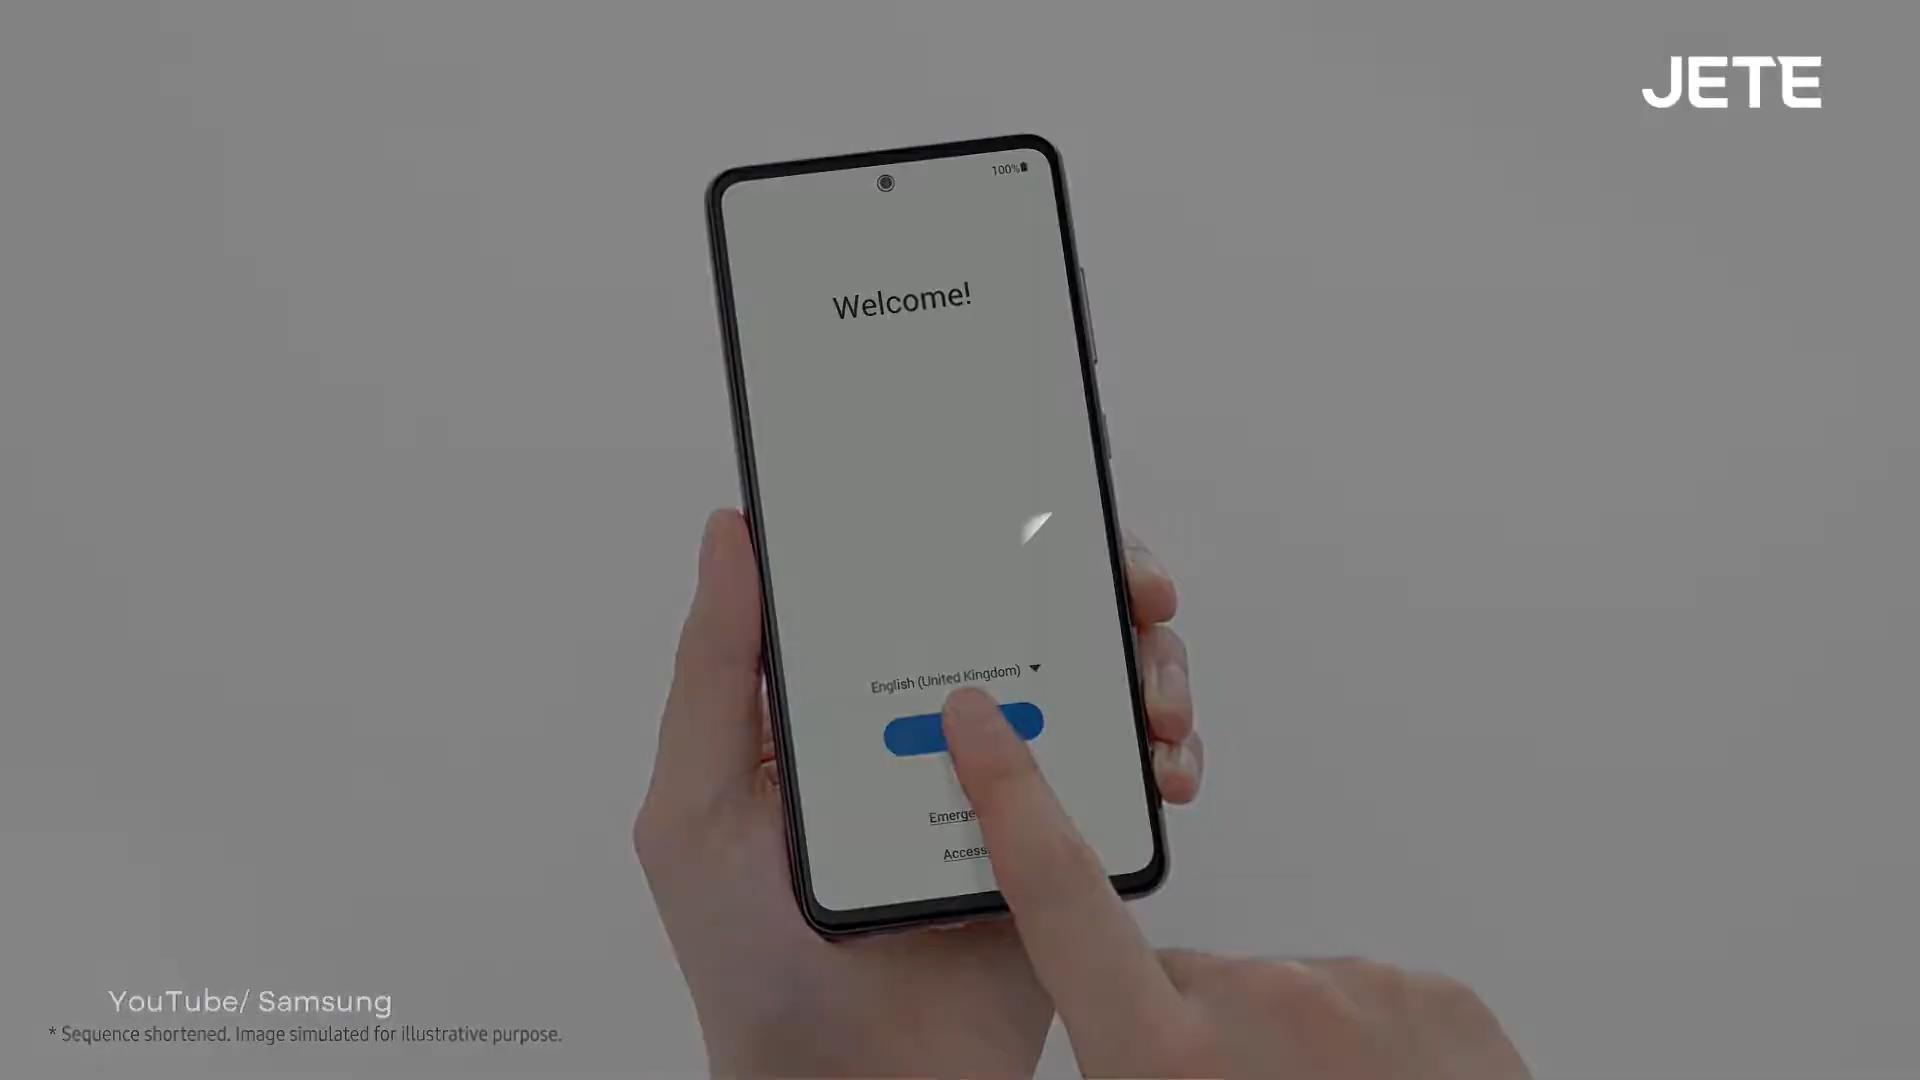 JETE
100%
Welcome!
English (United Kingdom)
YouTube/ Samsung
* Sequence shortened. Image simulated for illustrative purpose.